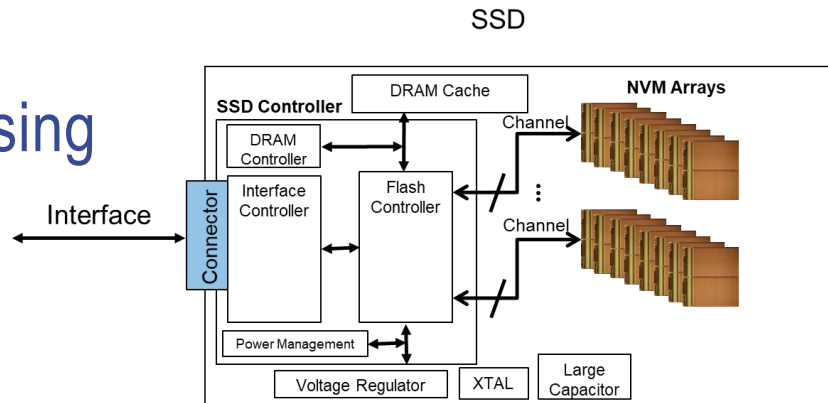 SSD
sing
DRAM Cache
NVM Arrays
SSD Controller
Channel
DRAM
Controller
Interface
Controller
Flash
Controller
Interface
Connector
Channel
Power Management
Voltage Regulator
XTAL
Large
Capacitor